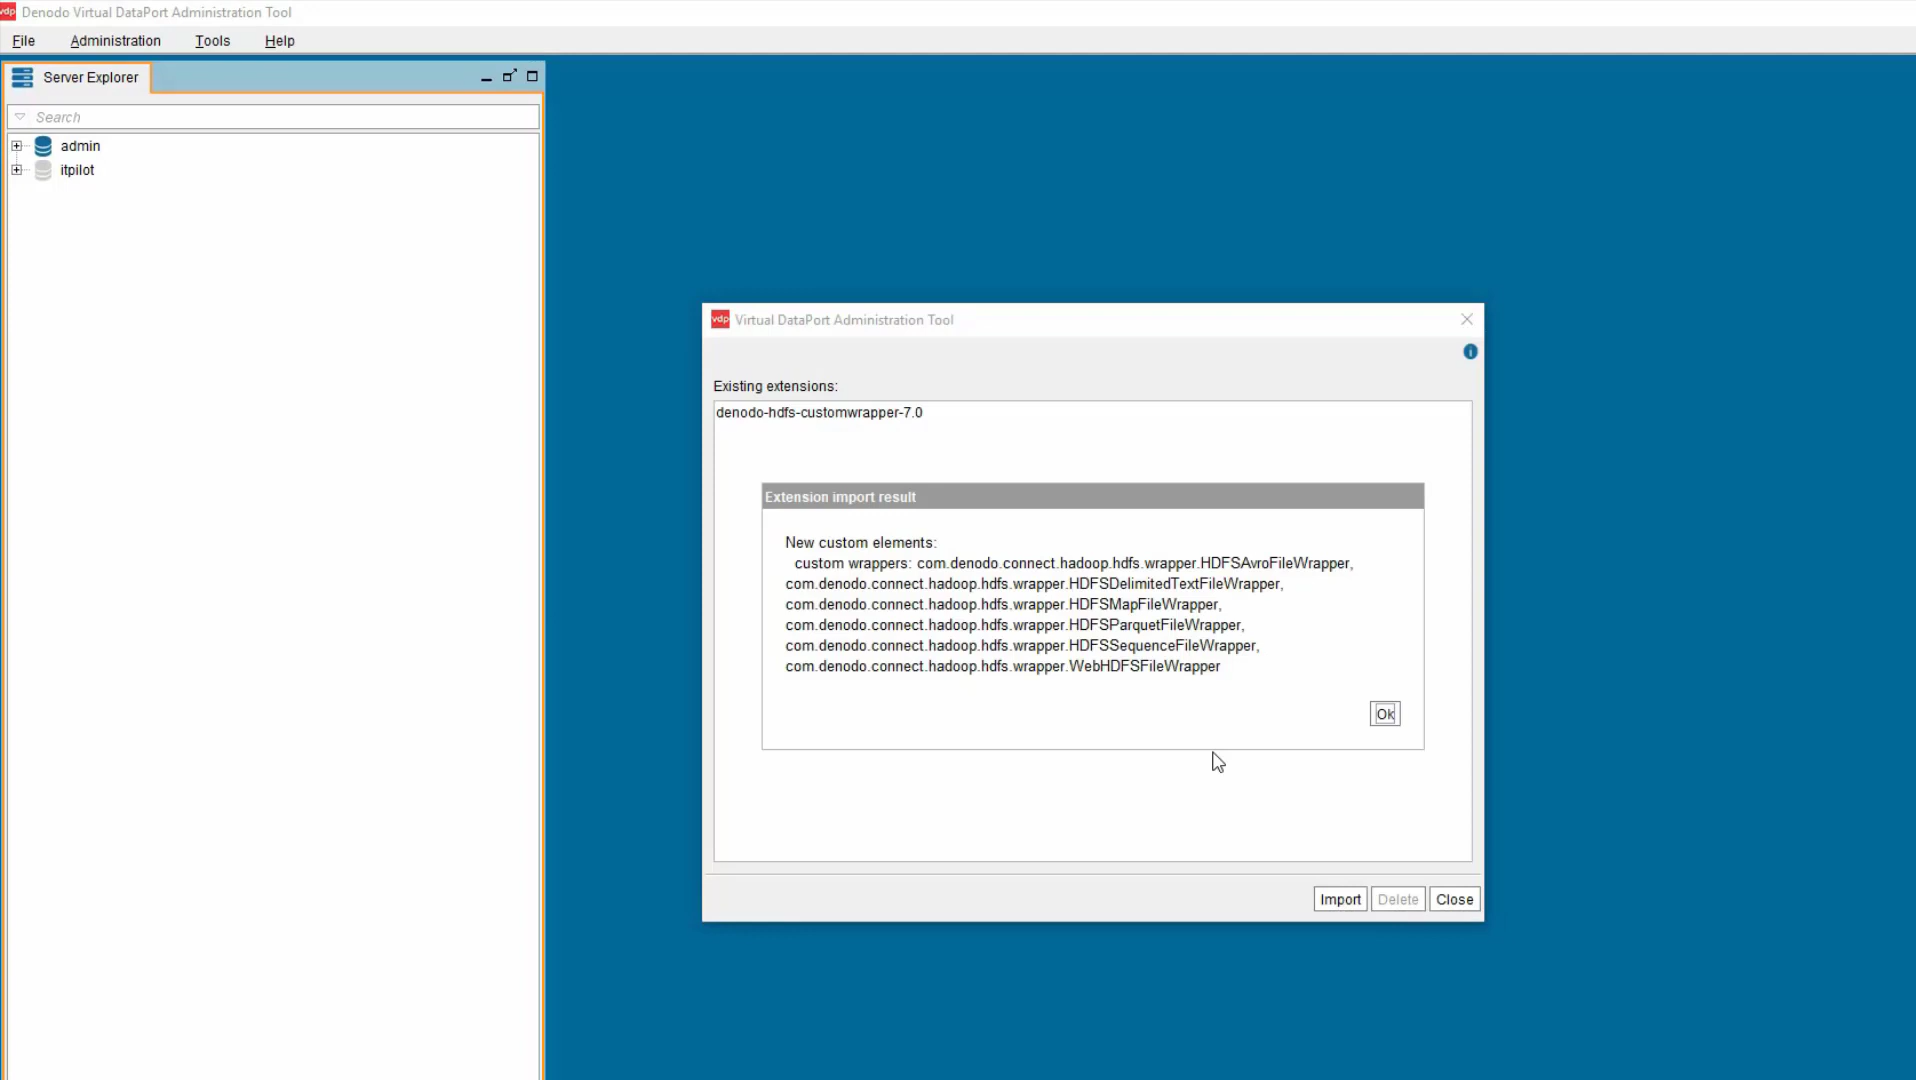 vdp Denodo Virtual DataPort Administration Tool
File Administration Tools Help
Server Explorer
Search
admin
itpilot
vdp Virtual DataPort Administration Tool
i
Existing extensions:
denodo-hdfs-customwrapper-7.0
Extension import result
New custom elements:
custom wrappers: com.denodo.connect.hadoop.hdfs.wrapper.HDFSAvroFileWrapper,
com.denodo.connect.hadoop.hdfs.wrapper.HDFSDelimitedTextFileWrapper,
com.denodo.connect.hadoop.hdfs.wrapper.HDFSMapFileWrapper,
com.denodo.connect.hadoop.hdfs.wrapper.HDFSParquetFileWrapper,
com.denodo.connect.hadoop.hdfs.wrapper.HDFSSequenceFileWrapper,
com.denodo.connect.hadoop.hdfs.wrapper.WebHDFSFileWrapper
Ok
Import Delete Close